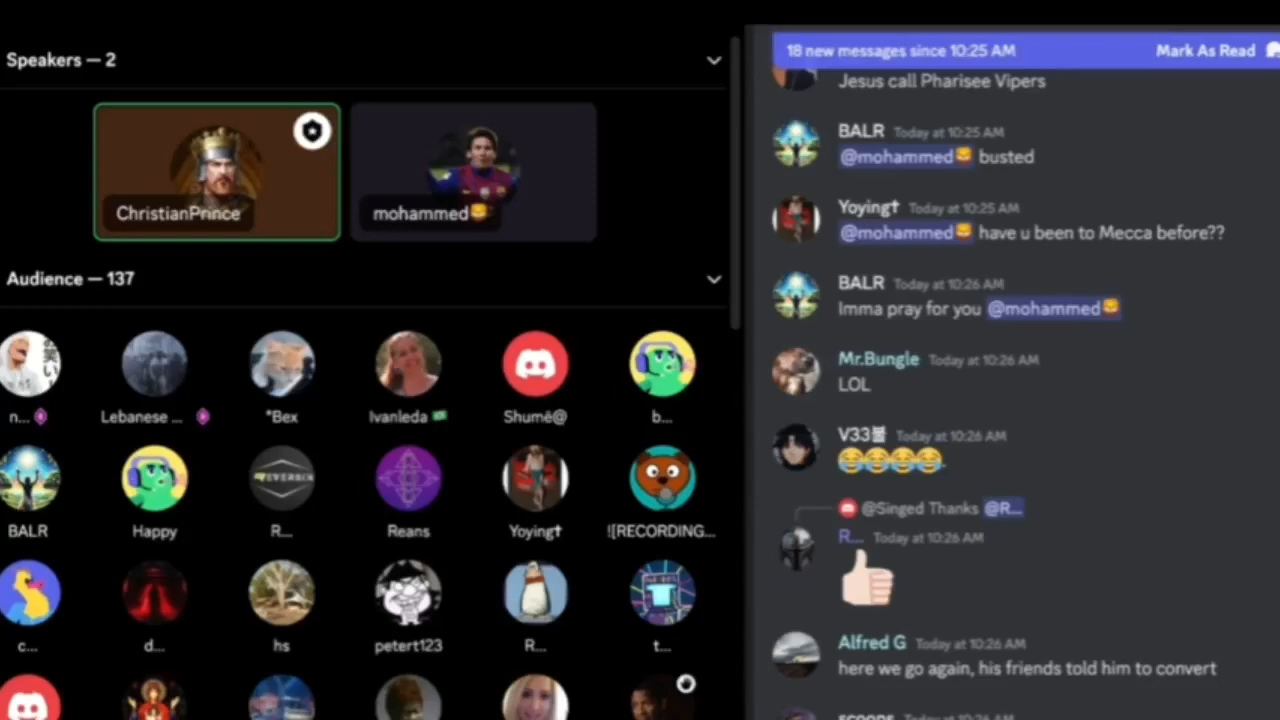 Speakers — 2
ChristianPrince
mohammed
Audience — 137
n...
Lebanese ...
*Bex
Ivanleda
Shumë@
b...
BALR
Happy
R...
Reans
Yoying✝
![RECORDING...
c...
d...
hs
petert123
R...
t...
18 new messages since 10:25 AM
Mark As Read
Jesus call Pharisee Vipers
BALR Today at 10:25 AM
@mohammed busted
Yoying✝ Today at 10:25 AM
@mohammed have u been to Mecca before??
BALR Today at 10:26 AM
Imma pray for you @mohammed
Mr.Bungle Today at 10:26 AM
LOL
V33불 Today at 10:26 AM
😂😂😂😂
@Singed Thanks @R...
R... Today at 10:26 AM
Alfred G Today at 10:26 AM
here we go again, his friends told him to convert